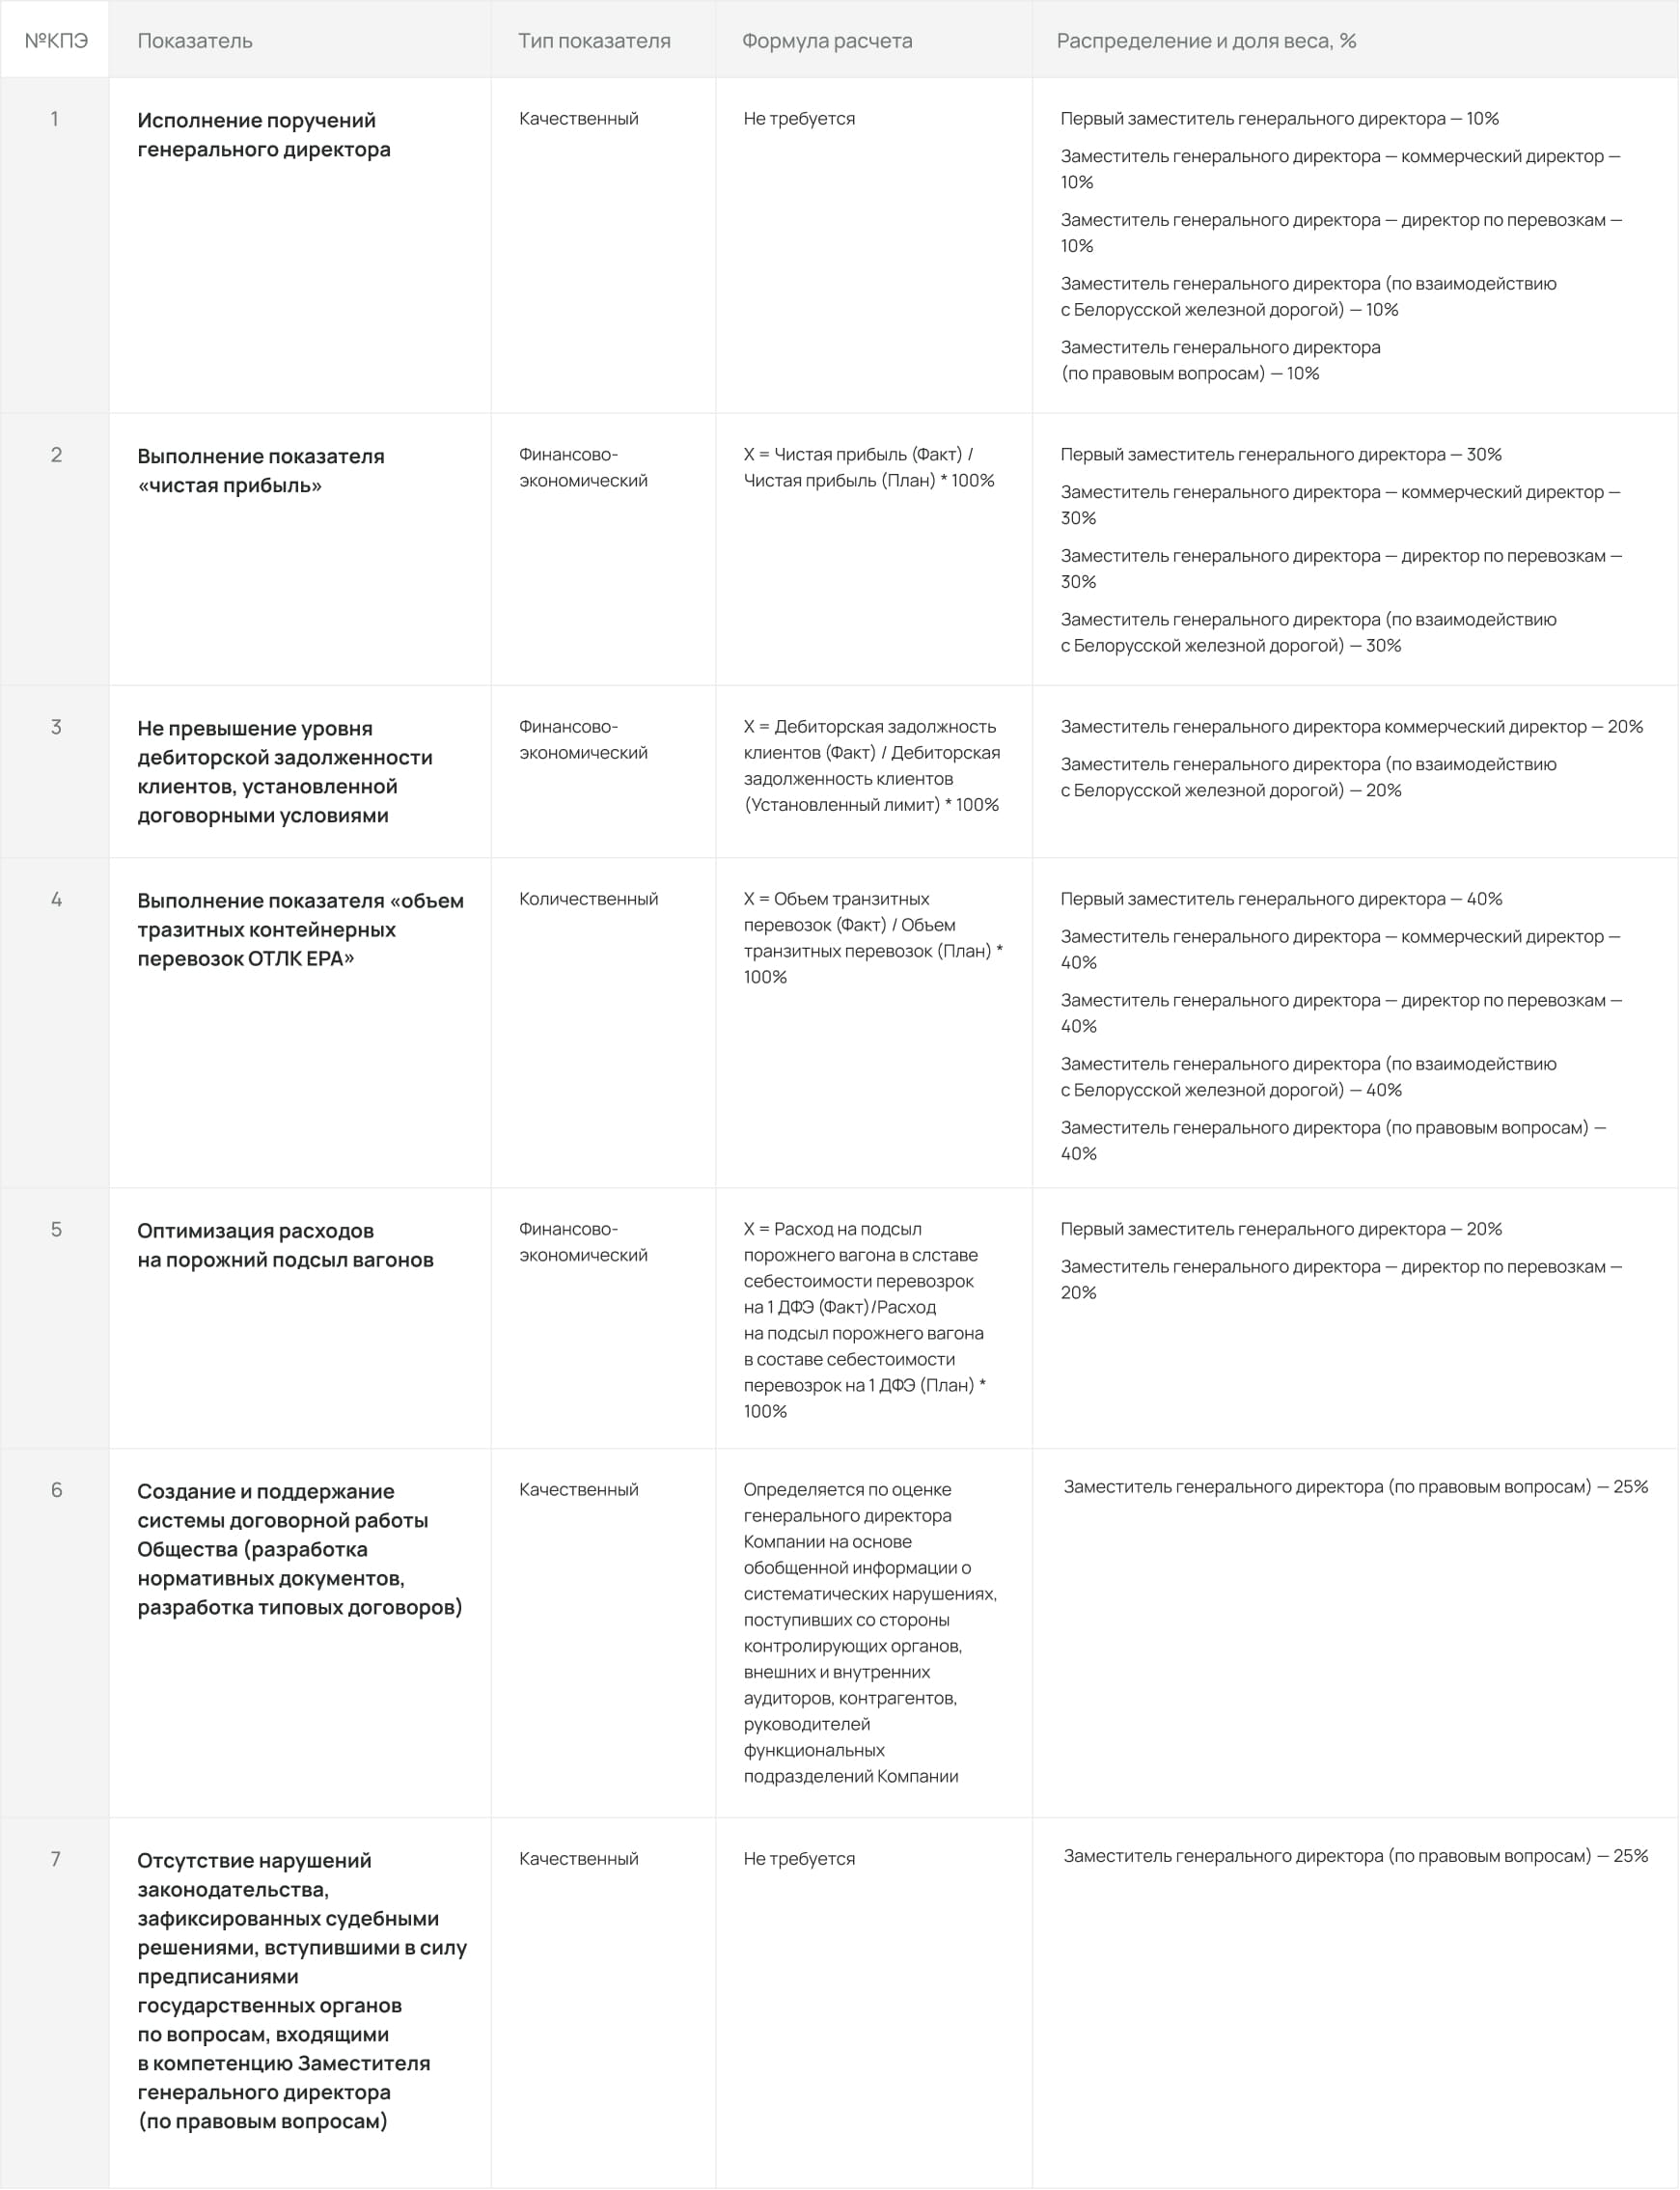 №КПЭ
Показатель
Тип показателя
Формула расчета
Распределение и доля веса, %
1
Исполнение поручений
генерального директора
Качественный
Не требуется
Первый заместитель генерального директора — 10%
Заместитель генерального директора — коммерческий директор —
10%
Заместитель генерального директора — директор по перевозкам —
10%
Заместитель генерального директора (по взаимодействию
с Белорусской железной дорогой) — 10%
Заместитель генерального директора
(по правовым вопросам) — 10%
2
Выполнение показателя
«чистая прибыль»
Финансово-
экономический
X = Чистая прибыль (Факт) /
Чистая прибыль (План) * 100%
Первый заместитель генерального директора — 30%
Заместитель генерального директора — коммерческий директор —
30%
Заместитель генерального директора — директор по перевозкам —
30%
Заместитель генерального директора (по взаимодействию
с Белорусской железной дорогой) — 30%
3
Не превышение уровня
дебиторской задолженности
клиентов, установленной
договорными условиями
Финансово-
экономический
X = Дебиторская задолжность
клиентов (Факт) / Дебиторская
задолженность клиентов
(Установленный лимит) * 100%
Заместитель генерального директора коммерческий директор — 20%
Заместитель генерального директора (по взаимодействию
с Белорусской железной дорогой) — 20%
4
Выполнение показателя «объем
тразитных контейнерных
перевозок ОТЛК ЕРА»
Количественный
X = Объем транзитных
перевозок (Факт) / Объем
транзитных перевозок (План) *
100%
Первый заместитель генерального директора — 40%
Заместитель генерального директора — коммерческий директор —
40%
Заместитель генерального директора — директор по перевозкам —
40%
Заместитель генерального директора (по взаимодействию
с Белорусской железной дорогой) — 40%
Заместитель генерального директора (по правовым вопросам) —
40%
5
Оптимизация расходов
на порожний подсыл вагонов
Финансово-
экономический
X = Расход на подсыл
порожнего вагона в слставе
себестоимости перевозрок
на 1 ДФЭ (Факт)/Расход
на подсыл порожнего вагона
в составе себестоимости
перевозрок на 1 ДФЭ (План) *
100%
Первый заместитель генерального директора — 20%
Заместитель генерального директора — директор по перевозкам —
20%
6
Создание и поддержание
системы договорной работы
Общества (разработка
нормативных документов,
разработка типовых договоров)
Качественный
Определяется по оценке
генерального директора
Компании на основе
обобщенной информации о
систематических нарушениях,
поступивших со стороны
контролирующих органов,
внешних и внутренних
аудиторов, контрагентов,
руководителей
функциональных
подразделений Компании
Заместитель генерального директора (по правовым вопросам) — 25%
7
Отсутствие нарушений
законодательства,
зафиксированных судебными
решениями, вступившими в силу
предписаниями
государственных органов
по вопросам, входящими
в компетенцию Заместителя
генерального директора
(по правовым вопросам)
Качественный
Не требуется
Заместитель генерального директора (по правовым вопросам) — 25%